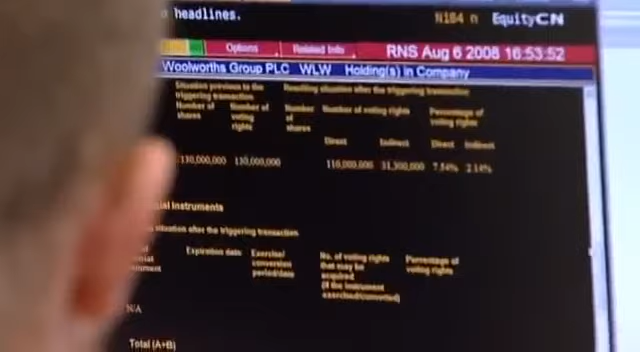 headlines.
N184 n EquityCN
Options Related Info RNS Aug 6 2008 16:53:52
Woolworths Group PLC WLW Holding(s) in Company
Situation previous to the Resulting situation after the triggering transaction
triggering transaction
Number of Number of Number Number of voting rights Percentage of
shares voting of voting rights
rights shares
Direct Indirect Direct Indirect
130,000,000 130,000,000 110,000,000 31,300,000 7.54% 2.14%
Instruments
situation after the triggering transaction
Expiration date Exercise/ No. of voting rights Percentage of
conversion that may be voting rights
period/date acquired
(if the instrument
exercised/converted)
N/A
Total (A+B)